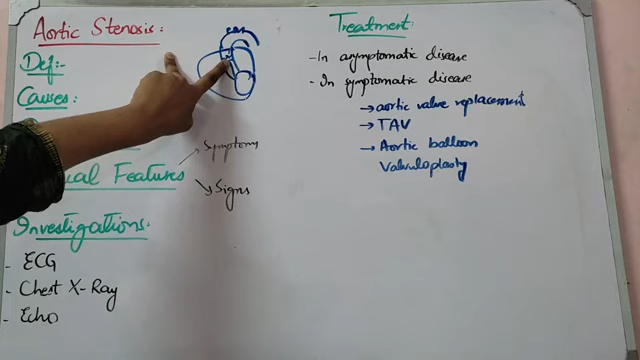 Aortic Stenosis:
Def:-
Causes:
Features
Symptoms
Signs
Investigations:
- ECG
- Chest X-Ray
- Echo
Treatment:
- In asymptomatic disease
- In symptomatic disease
→ aortic valve replacement
→ TAV
→ Aortic balloon
Valvuloplasty